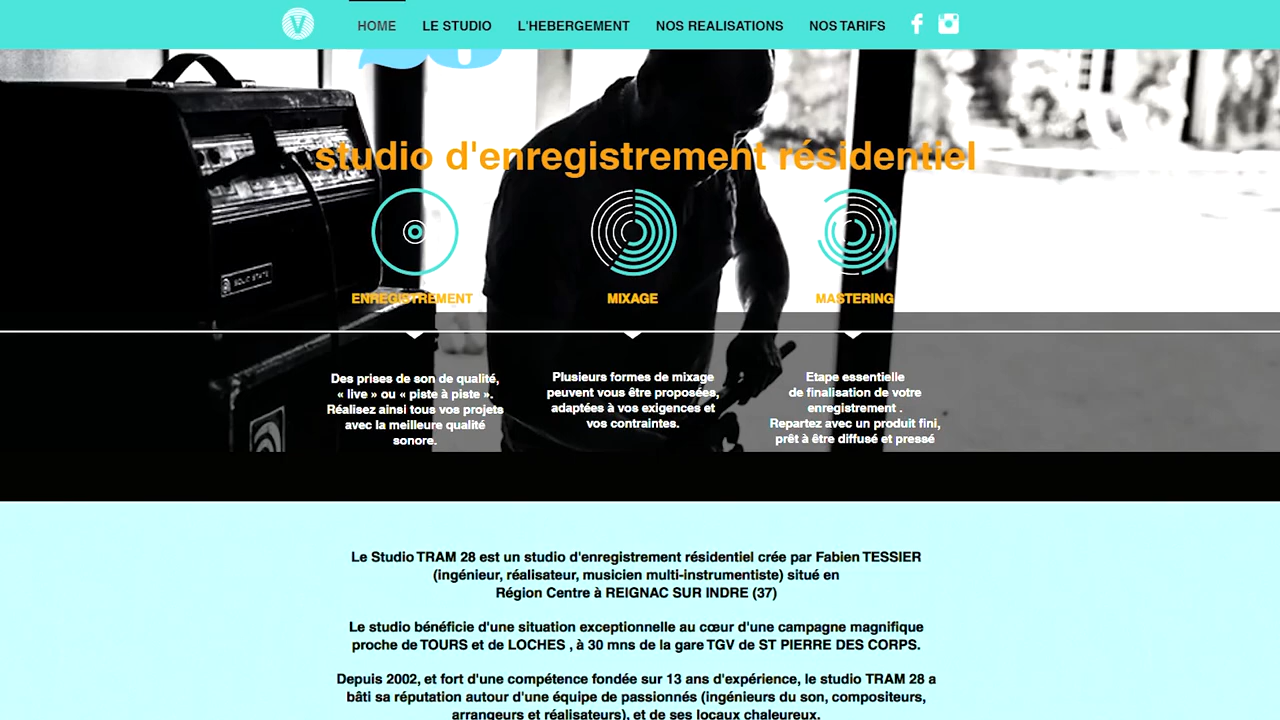 V
HOME
LE STUDIO
L'HEBERGEMENT
NOS REALISATIONS
NOS TARIFS
studio d'enregistrement résidentiel
ENREGISTREMENT
MIXAGE
MASTERING
SOLID STATE
Des prises de son de qualité,
« live » ou « piste à piste ».
Réalisez ainsi tous vos projets
avec la meilleure qualité
sonore.
Plusieurs formes de mixage
peuvent vous être proposées,
adaptées à vos exigences et
vos contraintes.
Etape essentielle
de finalisation de votre
enregistrement .
Repartez avec un produit fini,
prêt à être diffusé et pressé
Le Studio TRAM 28 est un studio d'enregistrement résidentiel crée par Fabien TESSIER
(ingénieur, réalisateur, musicien multi-instrumentiste) situé en
Région Centre à REIGNAC SUR INDRE (37)
Le studio bénéficie d'une situation exceptionnelle au cœur d'une campagne magnifique
proche de TOURS et de LOCHES , à 30 mns de la gare TGV de ST PIERRE DES CORPS.
Depuis 2002, et fort d'une compétence fondée sur 13 ans d'expérience, le studio TRAM 28 a
bâti sa réputation autour d'une équipe de passionnés (ingénieurs du son, compositeurs,
arrangeurs et réalisateurs), et de ses locaux chaleureux.